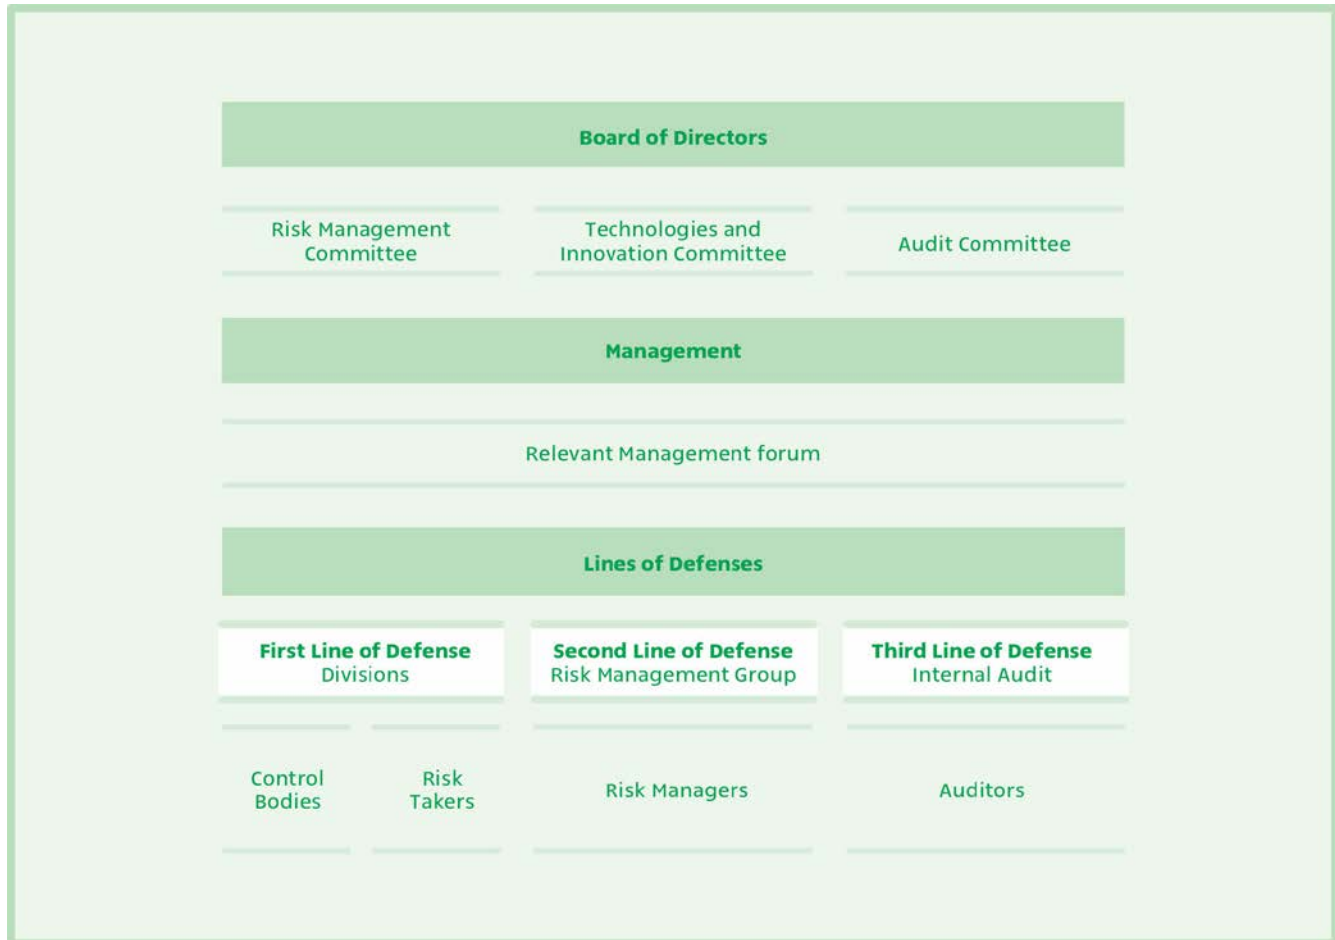 Board of Directors
Risk Management
Committee
Technologies and
Innovation Committee
Audit Committee
Management
Relevant Management forum
Lines of Defenses
First Line of Defense
Divisions
Second Line of Defense
Risk Management Group
Third Line of Defense
Internal Audit
Control
Bodies
Risk
Takers
Risk Managers
Auditors